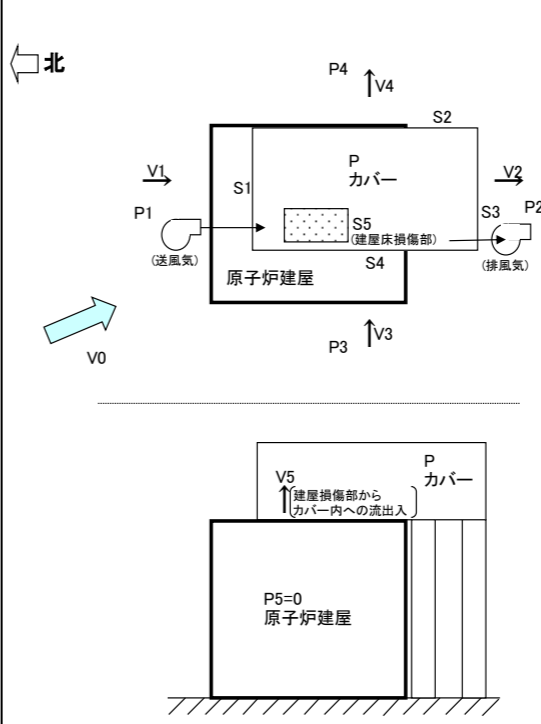 北
P4
V4
S2
V1
P
カバー
V2
S1
P1
S3
P2
S5
(建屋床損傷部)
(送風気)
S4
(排風気)
原子炉建屋
V3
P3
V0
P
カバー
V5
建屋損傷部から
カバー内への流出入
P5=0
原子炉建屋